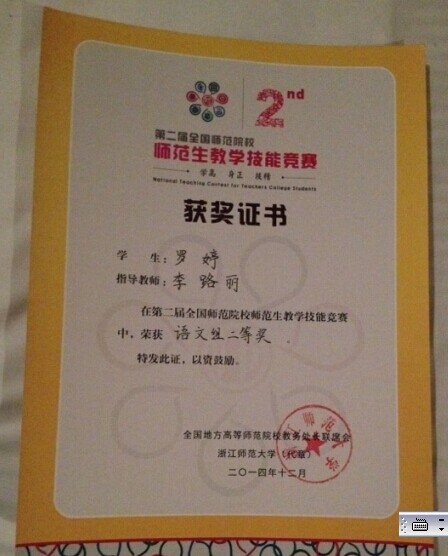 2nd
第二届全国师范院校
师范生教学技能竞赛
学高 身正 技精
National Teaching Contest for Teachers College Students
获奖证书
学 生：罗婷
指导教师：李路丽
在第二届全国师范院校师范生教学技能竞赛
中，荣获 语文组二等奖．
特发此证，以资鼓励。
全国地方高等师范院校教务处长联席会
浙江师范大学（代章）
二〇一四年十二月